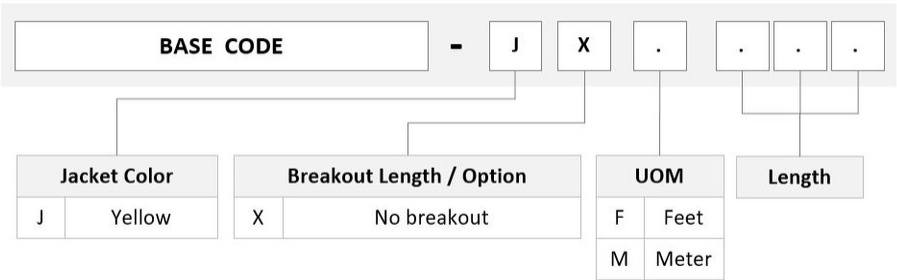 BASE CODE - J X . . . .
Jacket Color Breakout Length / Option UOM Length
J Yellow X No breakout F Feet
M Meter